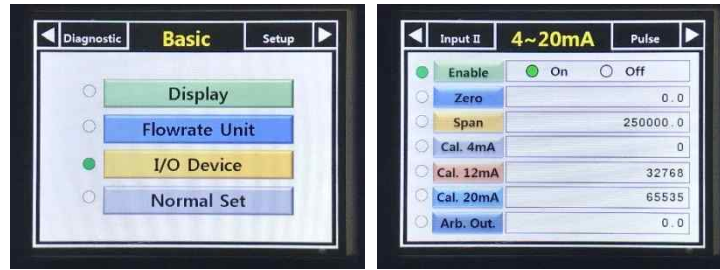 Diagnostic Basic Setup
Display
Flowrate Unit
I/O Device
Normal Set
Input II 4~20mA Pulse
Enable On Off
Zero 0.0
Span 250000.0
Cal. 4mA 0
Cal. 12mA 32768
Cal. 20mA 65535
Arb. Out. 0.0